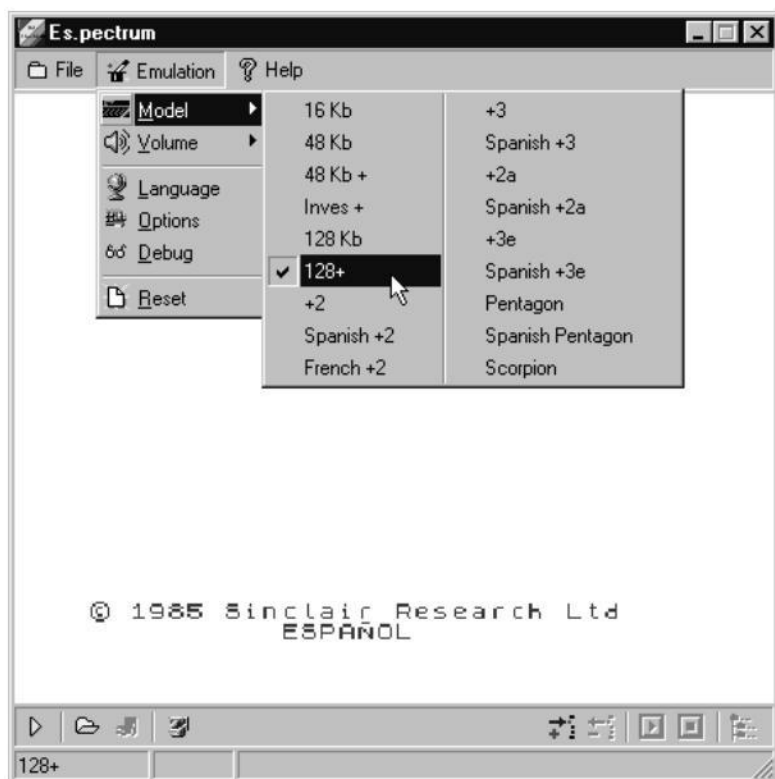 Es.pectrum
File Emulation Help
Model
Volume
Language
Options
Debug
Reset
16 Kb
48 Kb
48 Kb +
Inves +
128 Kb
128+
+2
Spanish +2
French +2
+3
Spanish +3
+2a
Spanish +2a
+3e
Spanish +3e
Pentagon
Spanish Pentagon
Scorpion
© 1985 Sinclair Research Ltd
ESPAÑOL
128+